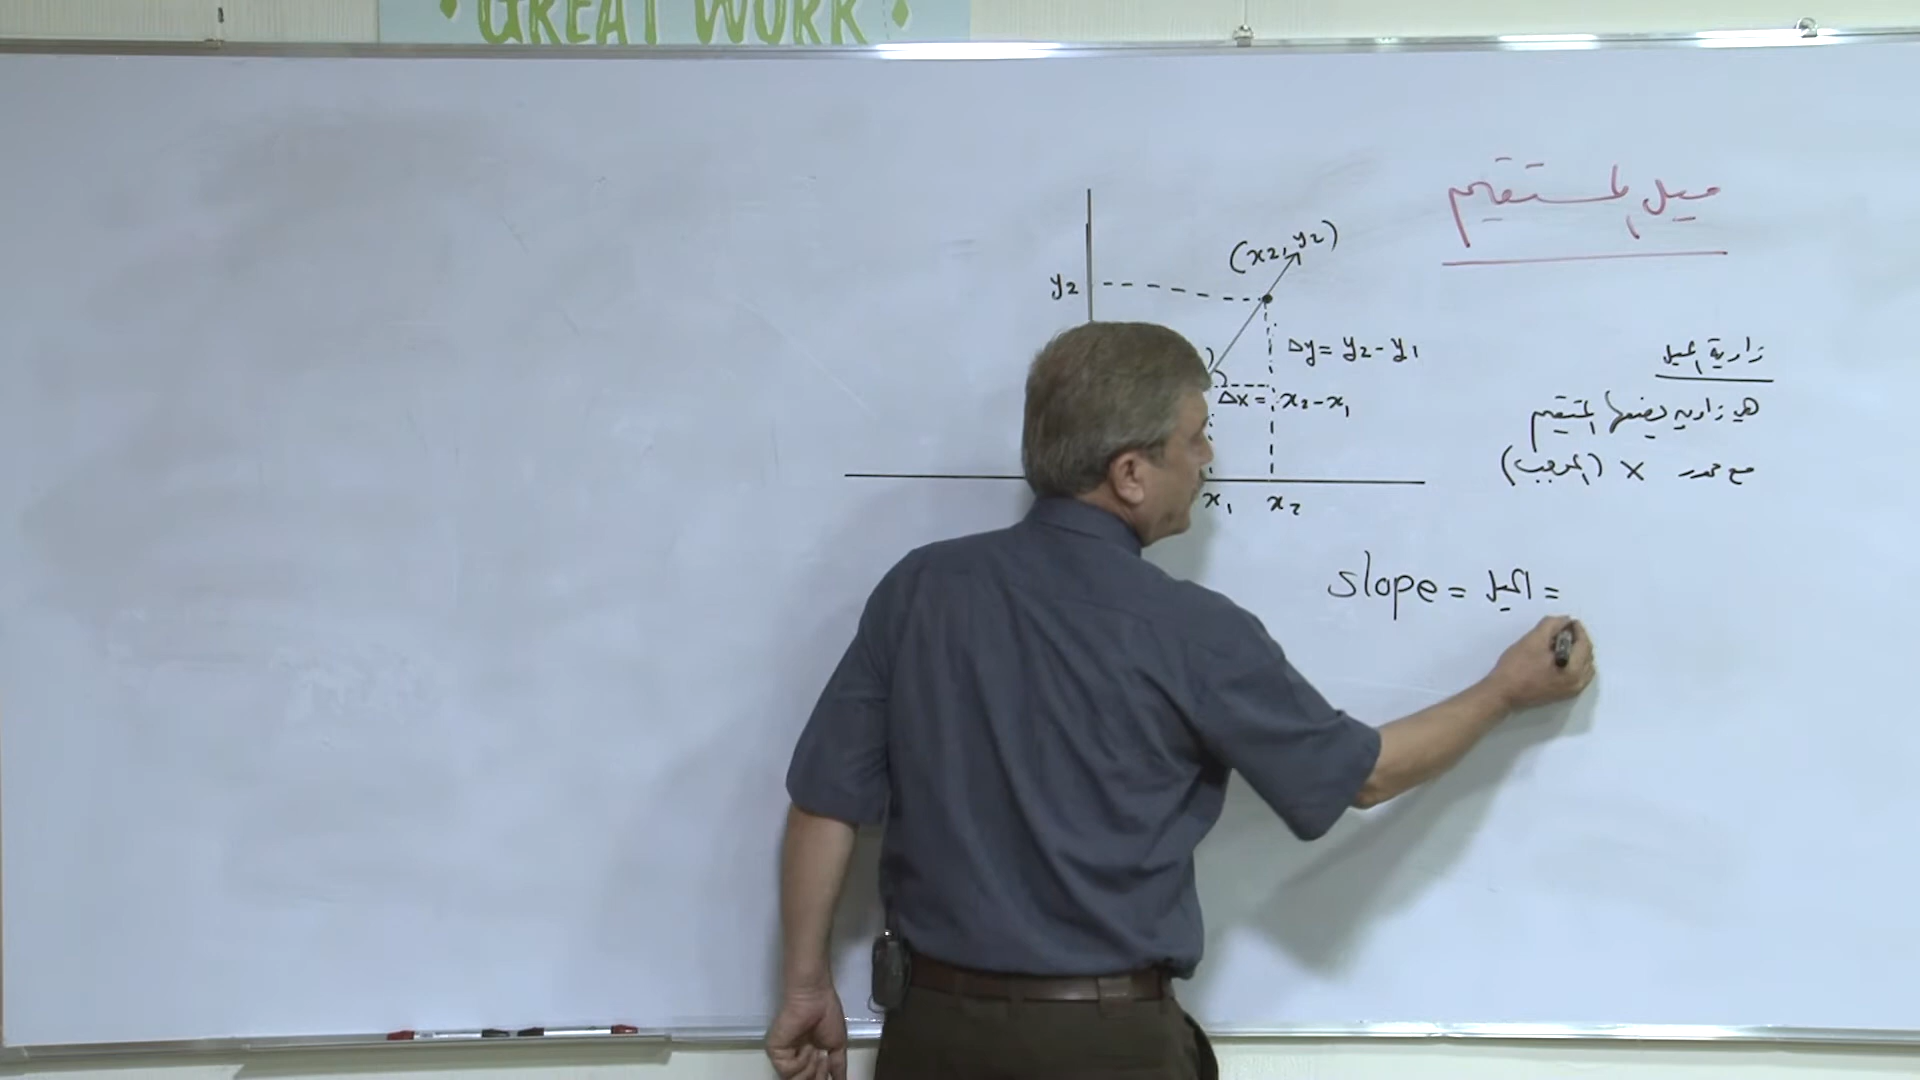 GREAT WORK
ميل المستقيم
(x2, y2)
y2
Δy = y2 - y1
Δx = x2 - x1
x1 x2
زاوية الميل
هي زاوية يصنعها المستقيم
مع محور X (الموجب)
slope = الميل =